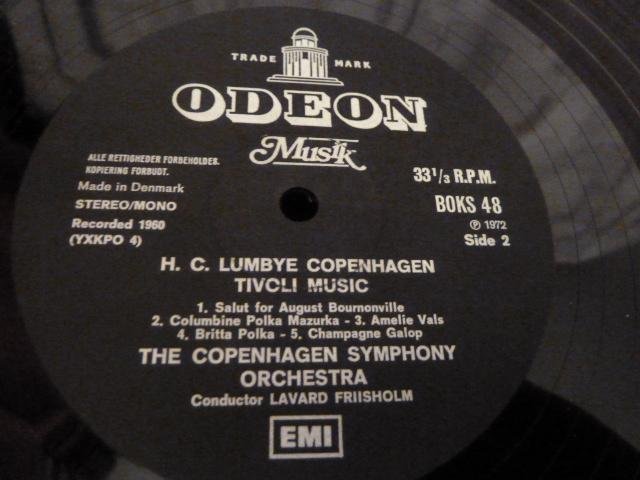 TRADE MARK
ODEON
Musik
ALLE RETTIGHEDER FORBEHOLDES.
KOPIERING FORBUDT.
Made in Denmark
STEREO/MONO
Recorded 1960
(YXKPO 4)
33 1/3 R.P.M.
BOKS 48
Ⓟ 1972
Side 2
H. C. LUMBYE COPENHAGEN
TIVOLI MUSIC
1. Salut for August Bournonville
2. Columbine Polka Mazurka - 3. Amelie Vals
4. Britta Polka - 5. Champagne Galop
THE COPENHAGEN SYMPHONY
ORCHESTRA
Conductor LAVARD FRIISHOLM
EMI